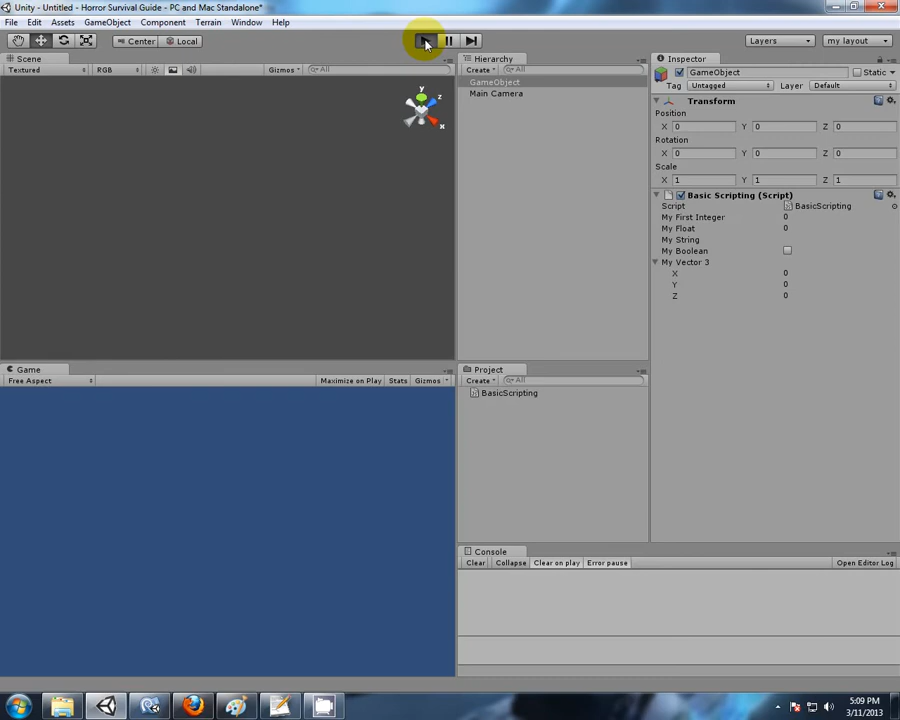 Unity - Untitled - Horror Survival Guide - PC and Mac Standalone*
File Edit Assets GameObject Component Terrain Window Help
Center Local Layers my layout
Scene
Textured RGB Gizmos All
y
z
x
Hierarchy
Create All
GameObject
Main Camera
Inspector
GameObject Static
Tag Untagged Layer Default
Transform
Position
X 0 Y 0 Z 0
Rotation
X 0 Y 0 Z 0
Scale
X 1 Y 1 Z 1
Basic Scripting (Script)
Script BasicScripting
My First Integer 0
My Float 0
My String
My Boolean
My Vector 3
X 0
Y 0
Z 0
Game
Free Aspect Maximize on Play Stats Gizmos
Project
Create All
BasicScripting
Console
Clear Collapse Clear on play Error pause Open Editor Log
5:09 PM
3/11/2013